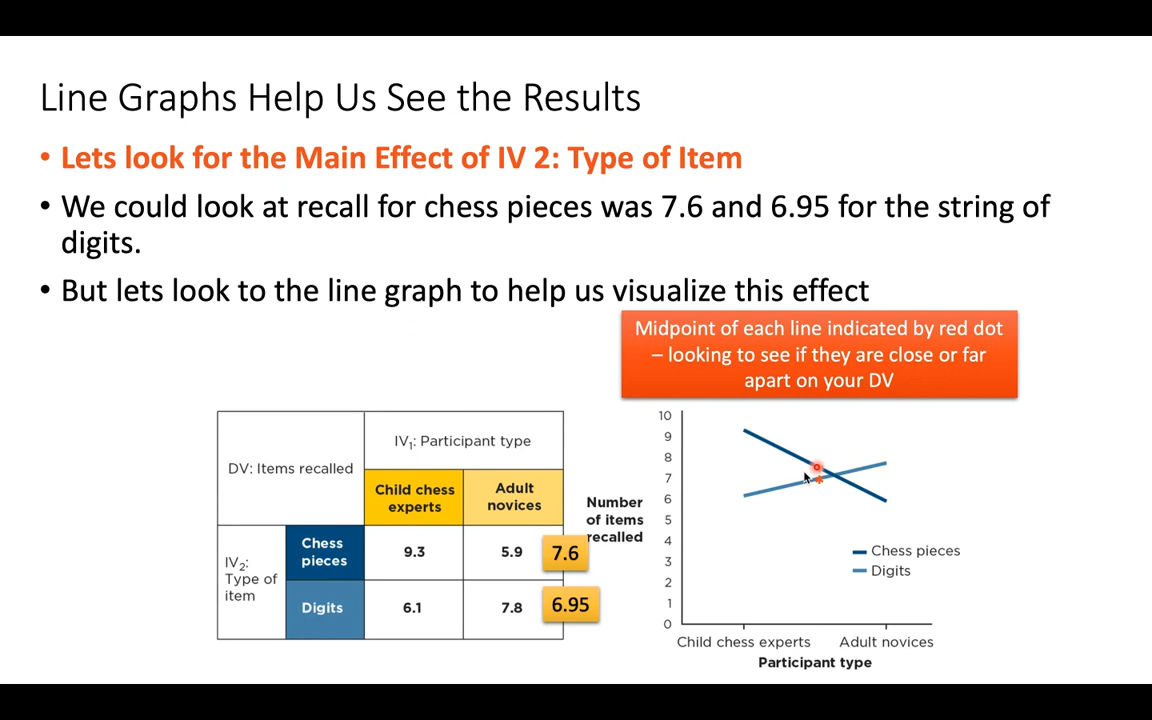 Line Graphs Help Us See the Results
• Lets look for the Main Effect of IV 2: Type of Item
• We could look at recall for chess pieces was 7.6 and 6.95 for the string of
digits.
• But lets look to the line graph to help us visualize this effect
Midpoint of each line indicated by red dot
– looking to see if they are close or far
apart on your DV
DV: Items recalled
IV₁: Participant type
Child chess
experts
Adult
novices
IV₂:
Type of
item
Chess
pieces
9.3
5.9
7.6
Digits
6.1
7.8
6.95
Number
of items
recalled
10
9
8
7
6
5
4
3
2
1
0
Chess pieces
Digits
Child chess experts
Adult novices
Participant type